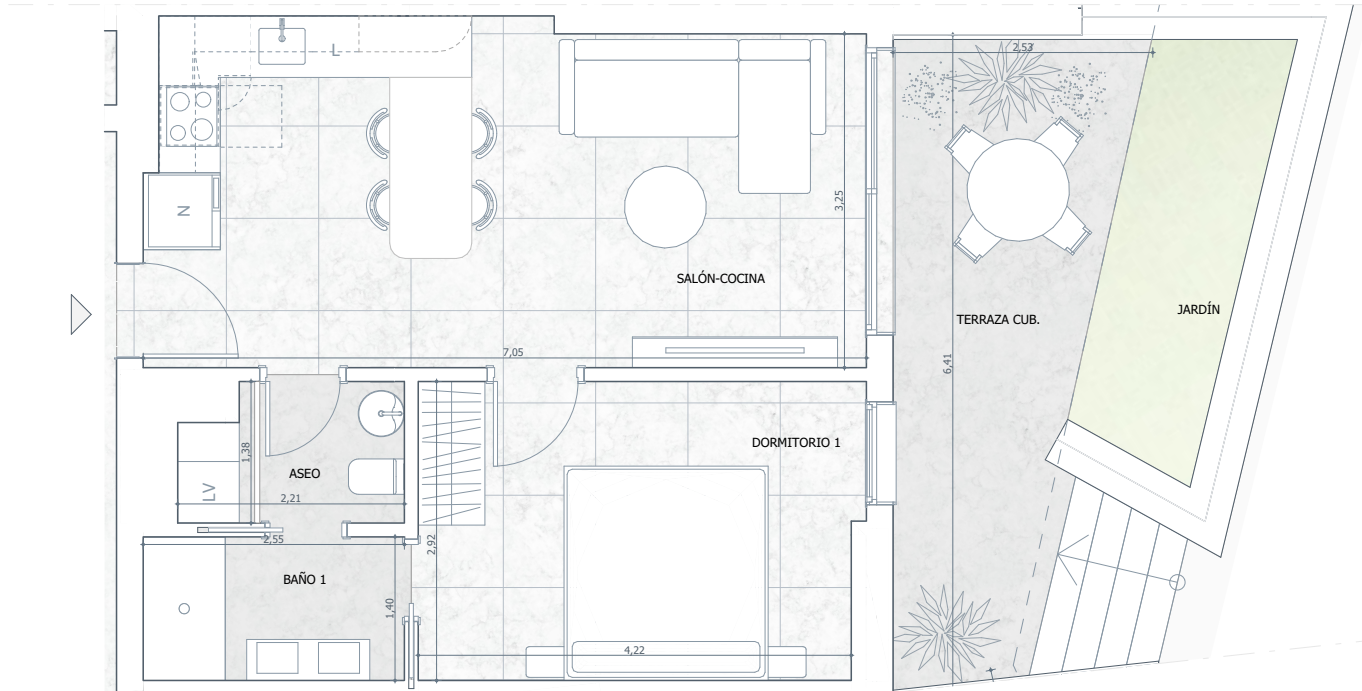 L
2,53
N
3,25
SALÓN-COCINA
TERRAZA CUB.
JARDÍN
7,05
6,41
DORMITORIO 1
1,38
ASEO
LV
2,21
2,55
2,92
BAÑO 1
1,40
4,22